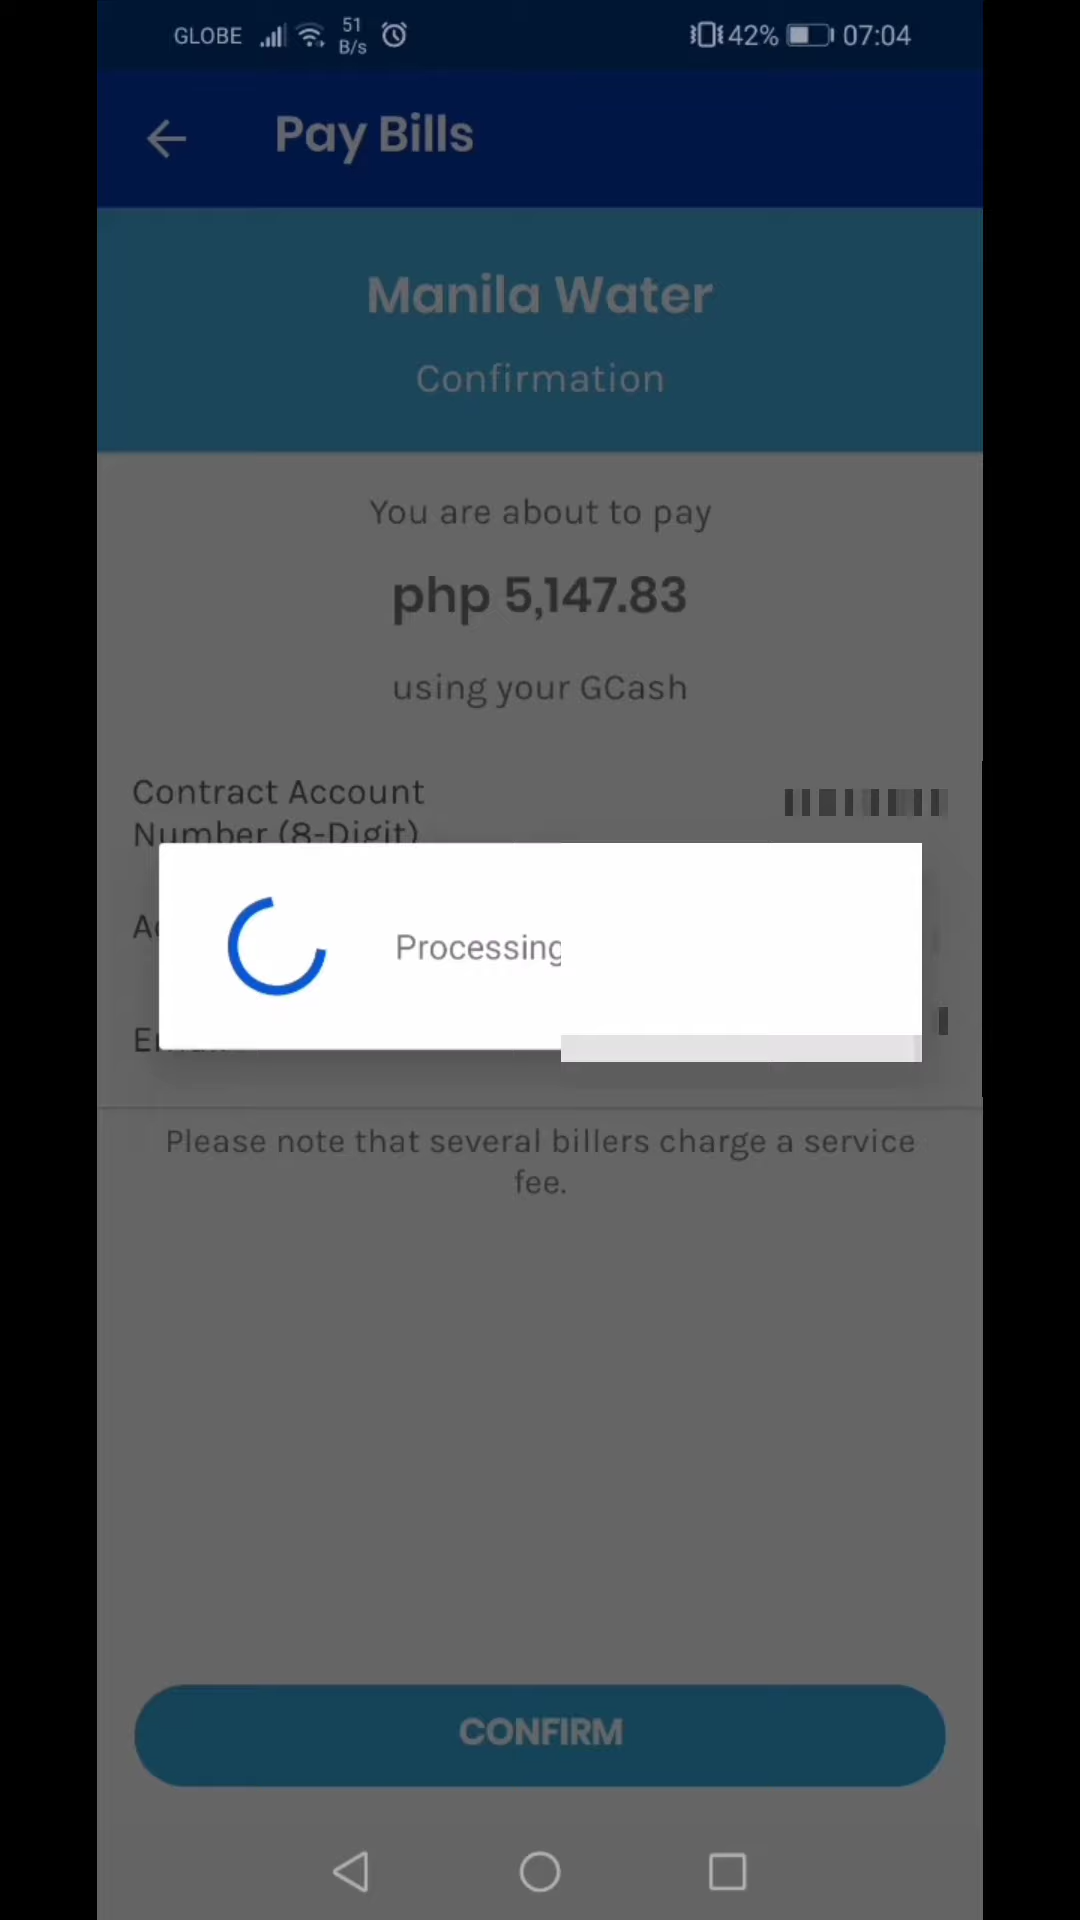 GLOBE 51 B/s 42% 07:04
Pay Bills
Manila Water
Confirmation
You are about to pay
php 5,147.83
using your GCash
Contract Account
Number (8-Digit)
Processing
Please note that several billers charge a service
fee.
CONFIRM